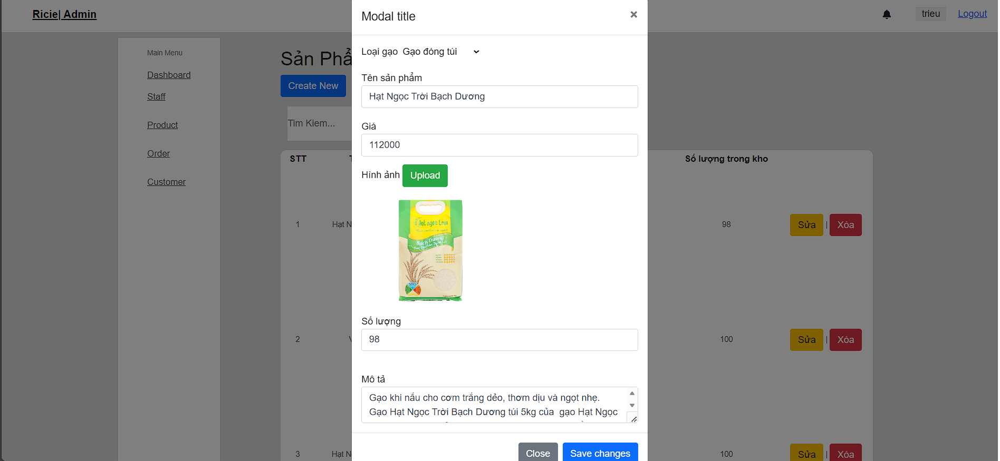 Ricie| Admin
trieu
Logout
Main Menu
Dashboard
Staff
Product
Order
Customer
Sản Phẩ
Create New
Tim Kiem...
STT
Số lượng trong kho
1
Hạt N
98
Sửa | Xóa
2
100
Sửa | Xóa
3
Hạt N
100
Sửa | Xóa
Modal title
×
Loại gạo Gạo đóng túi
Tên sản phẩm
Hạt Ngọc Trời Bạch Dương
Giá
112000
Hình ảnh Upload
Hạt ngọc trời
Bạch Dương
Số lượng
98
Mô tả
Gạo khi nấu cho cơm trắng dẻo, thơm dịu và ngọt nhẹ.
Gạo Hạt Ngọc Trời Bạch Dương túi 5kg của gạo Hạt Ngọc
Close
Save changes